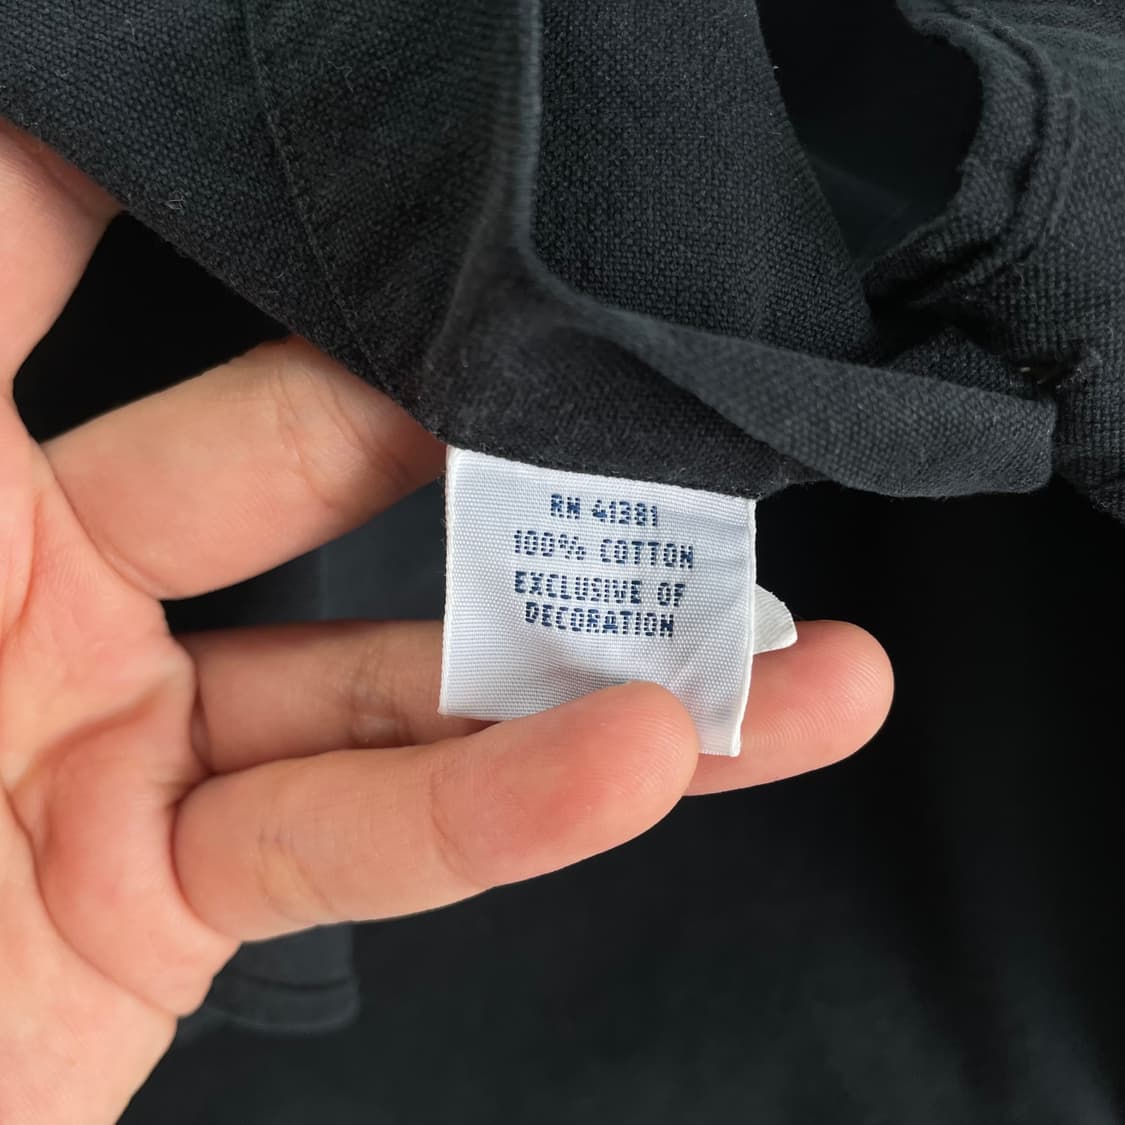 RN 41381
100% COTTON
EXCLUSIVE OF
DECORATION